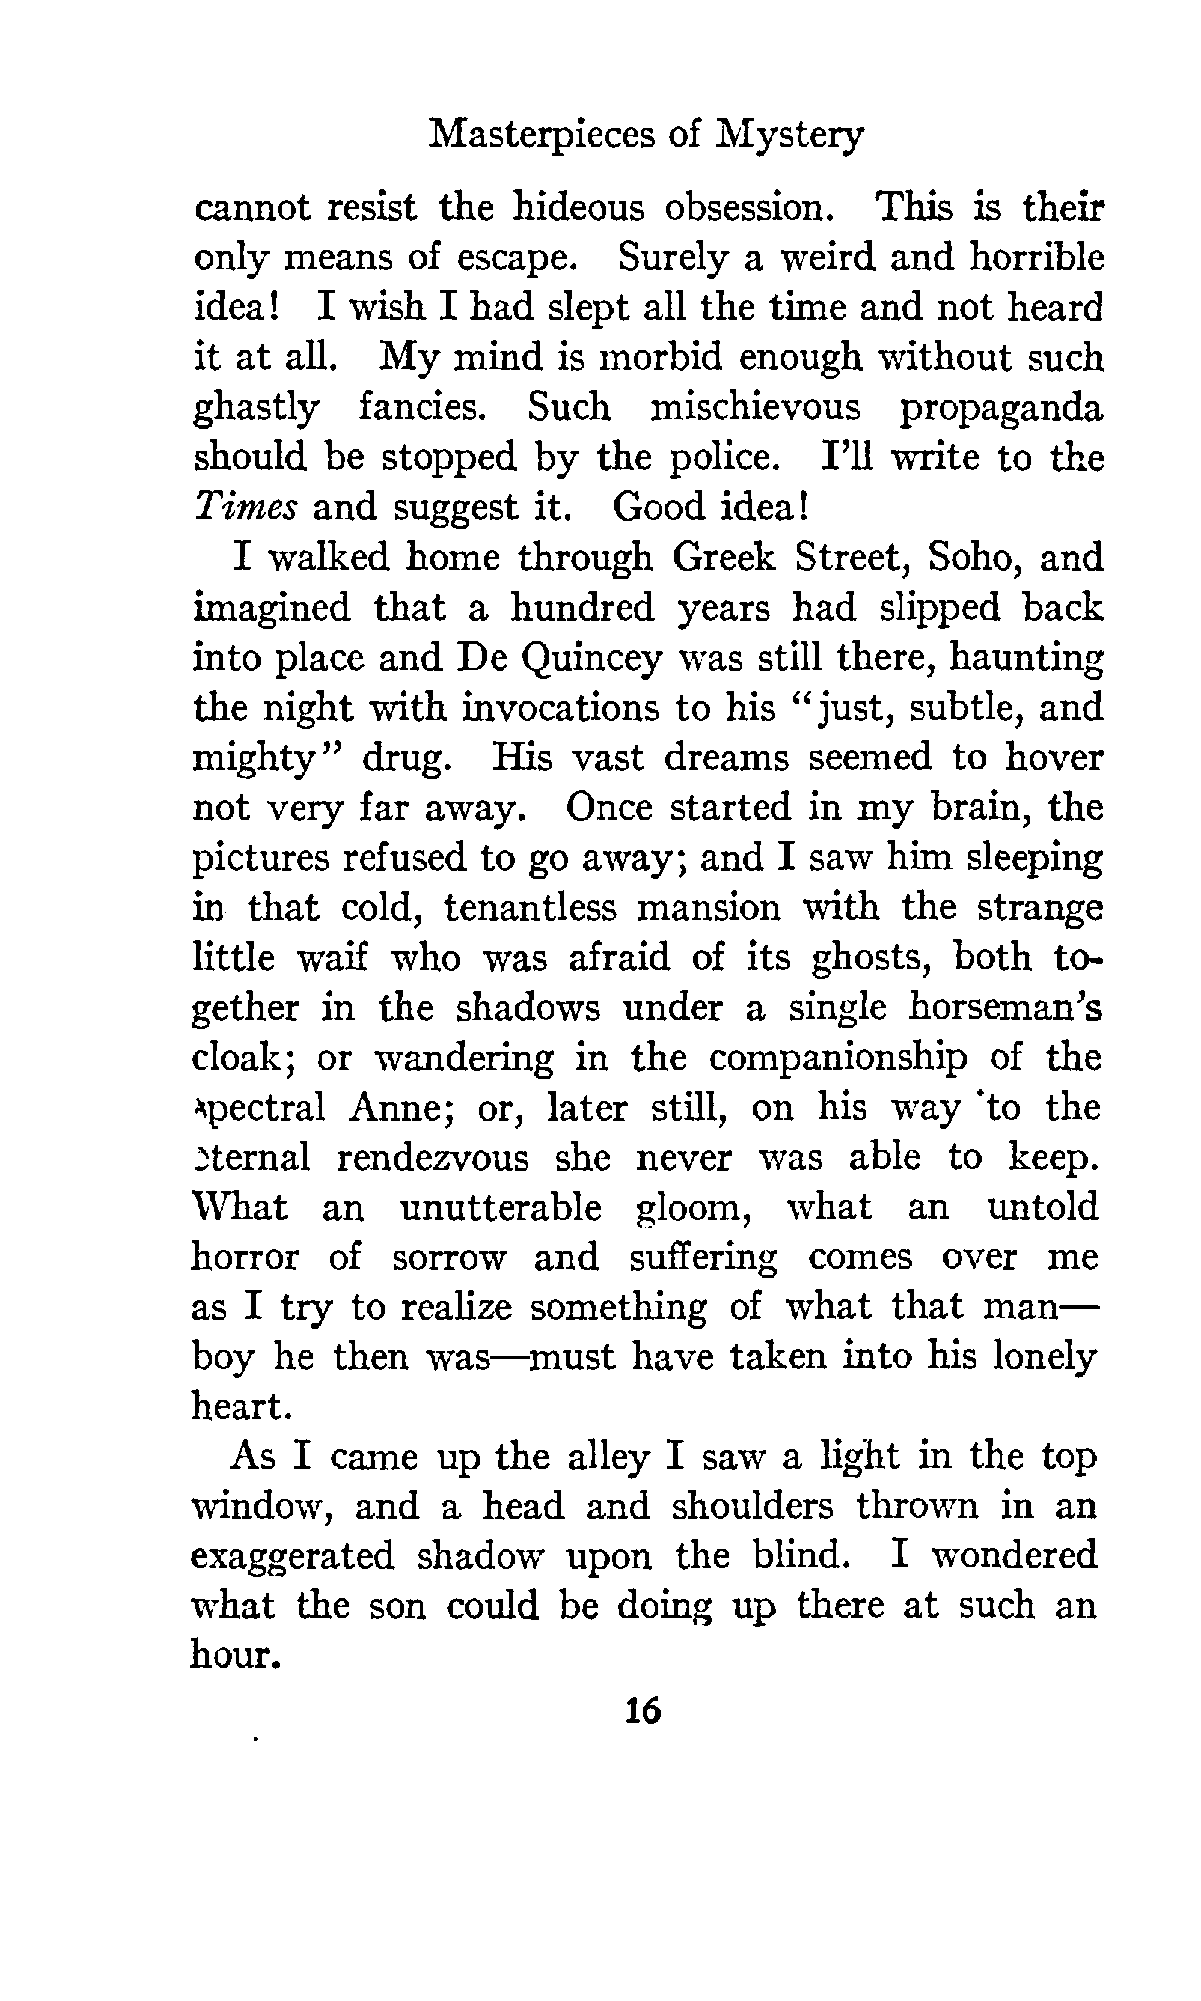 Masterpieces of Mystery
cannot resist the hideous obsession. This is their
only means of escape. Surely a weird and horrible
idea! I wish I had slept all the time and not heard
it at all. My mind is morbid enough without such
ghastly fancies. Such mischievous propaganda
should be stopped by the police. I'll write to the
Times and suggest it. Good idea!
I walked home through Greek Street, Soho, and
imagined that a hundred years had slipped back
into place and De Quincey was still there, haunting
the night with invocations to his "just, subtle, and
mighty" drug. His vast dreams seemed to hover
not very far away. Once started in my brain, the
pictures refused to go away; and I saw him sleeping
in that cold, tenantless mansion with the strange
little waif who was afraid of its ghosts, both to-
gether in the shadows under a single horseman's
cloak; or wandering in the companionship of the
spectral Anne; or, later still, on his way to the
eternal rendezvous she never was able to keep.
What an unutterable gloom, what an untold
horror of sorrow and suffering comes over me
as I try to realize something of what that man—
boy he then was—must have taken into his lonely
heart.
As I came up the alley I saw a light in the top
window, and a head and shoulders thrown in an
exaggerated shadow upon the blind. I wondered
what the son could be doing up there at such an
hour.
16